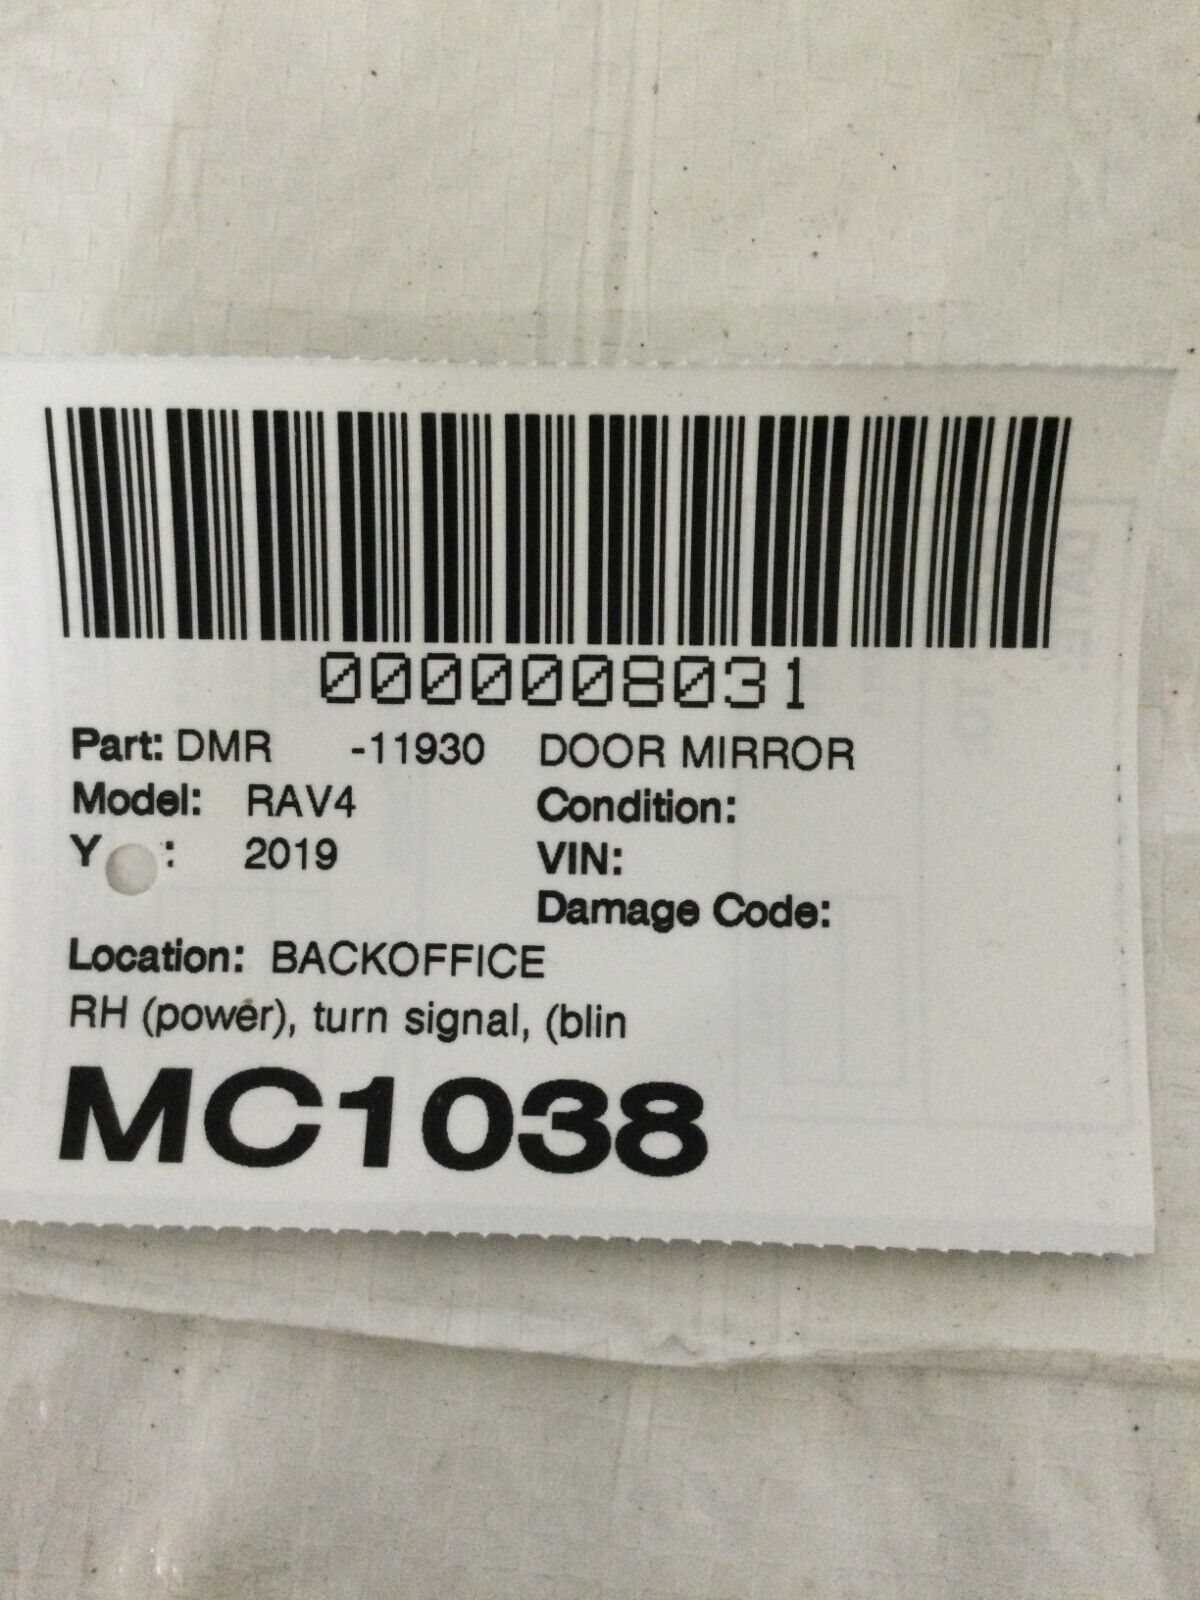 0000008031
Part: DMR -11930 DOOR MIRROR
Model: RAV4 Condition:
Y : 2019 VIN:
Damage Code:
Location: BACKOFFICE
RH (power), turn signal, (blin
MC1038